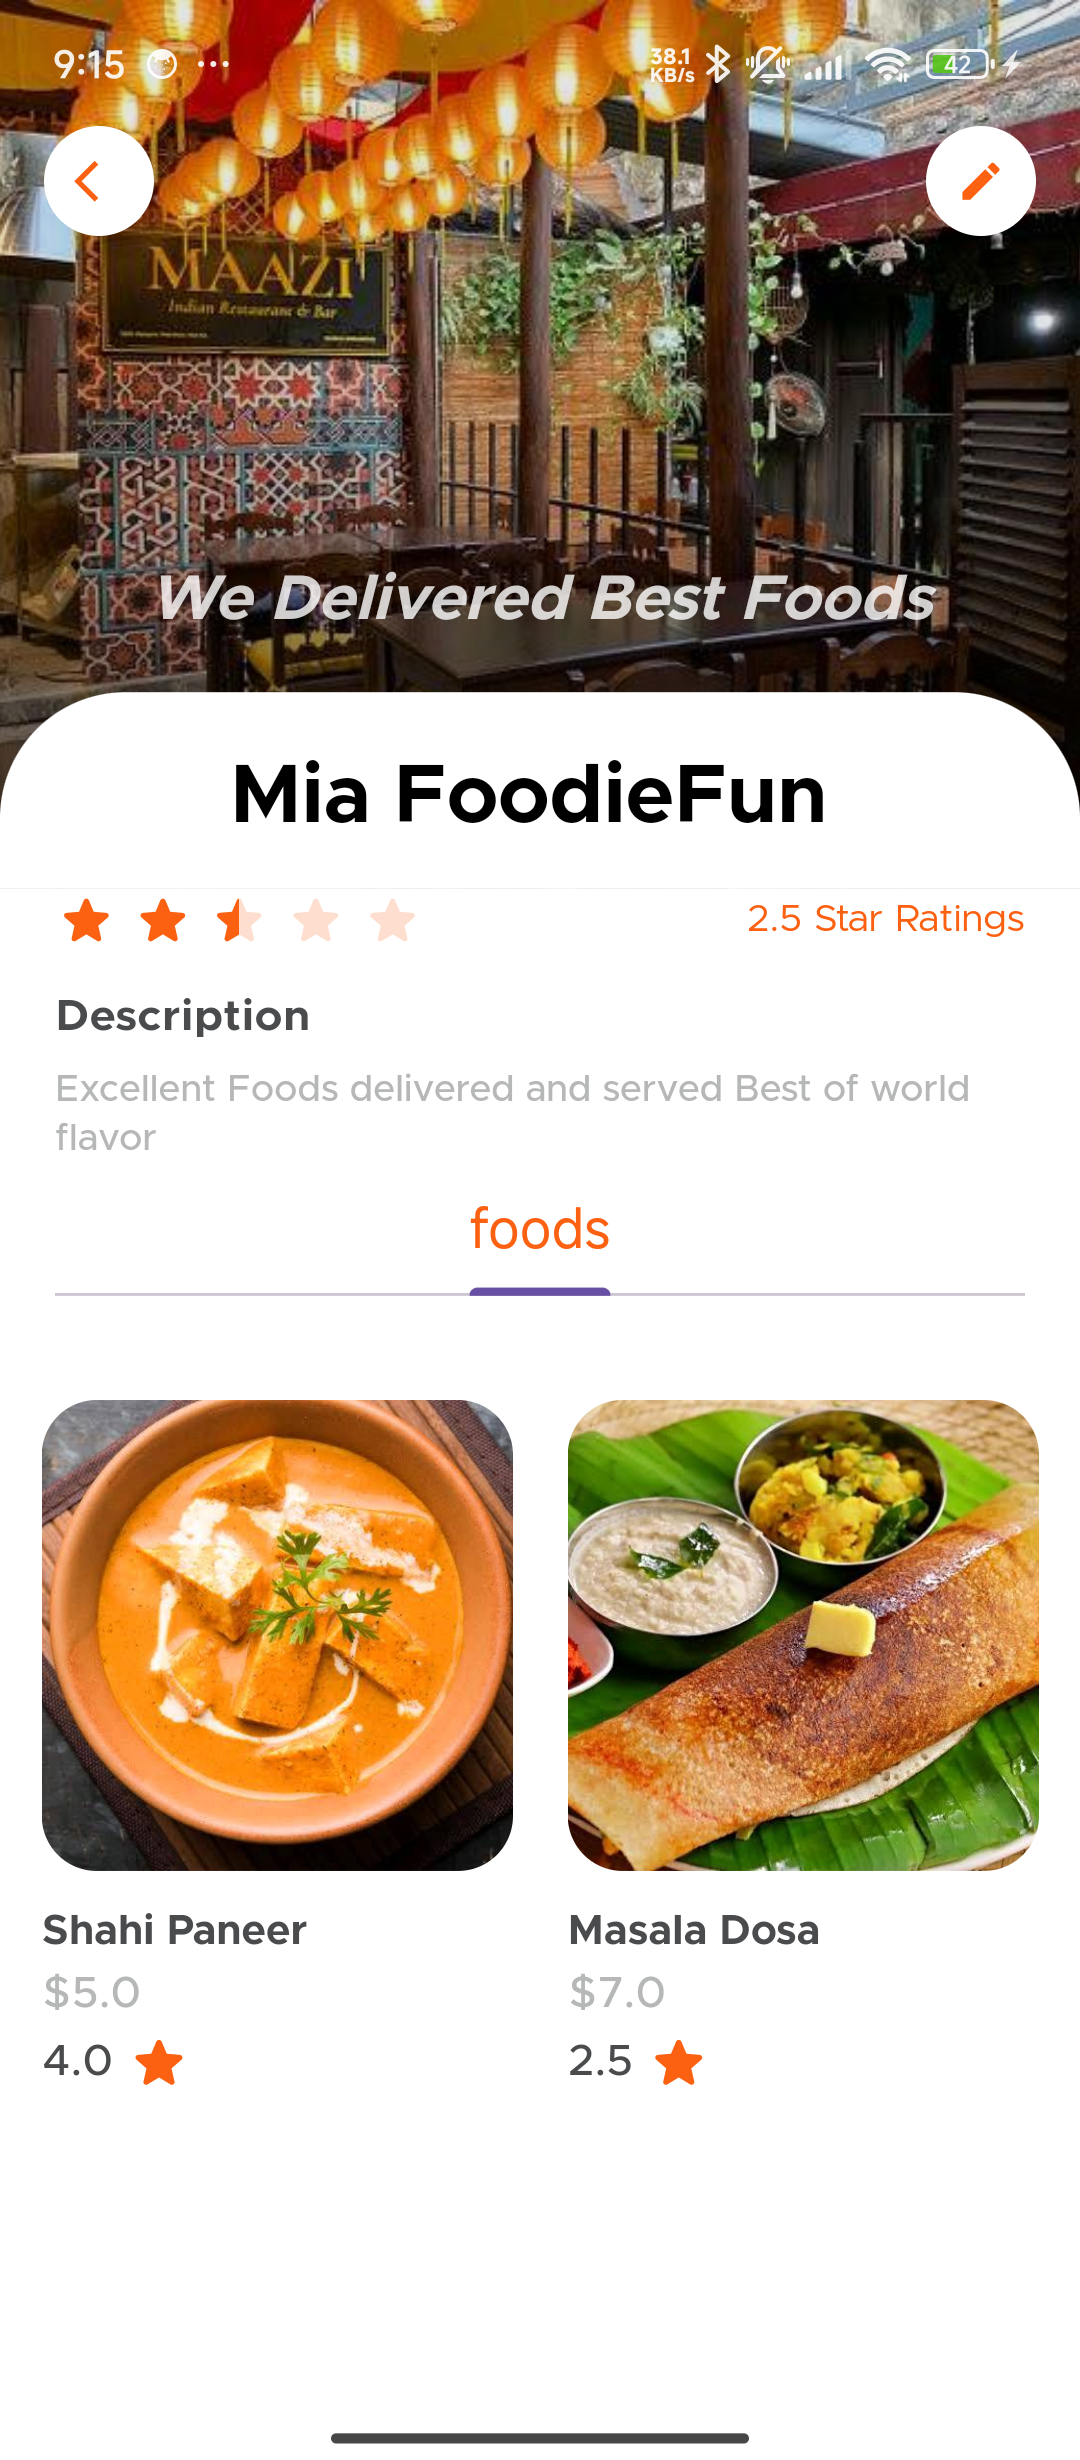 9:15
38.1
KB/s
42
MAAZI
Indian Restaurant & Bar
We Delivered Best Foods
Mia FoodieFun
2.5 Star Ratings
Description
Excellent Foods delivered and served Best of world
flavor
foods
Shahi Paneer
Masala Dosa
$5.0
$7.0
4.0
2.5